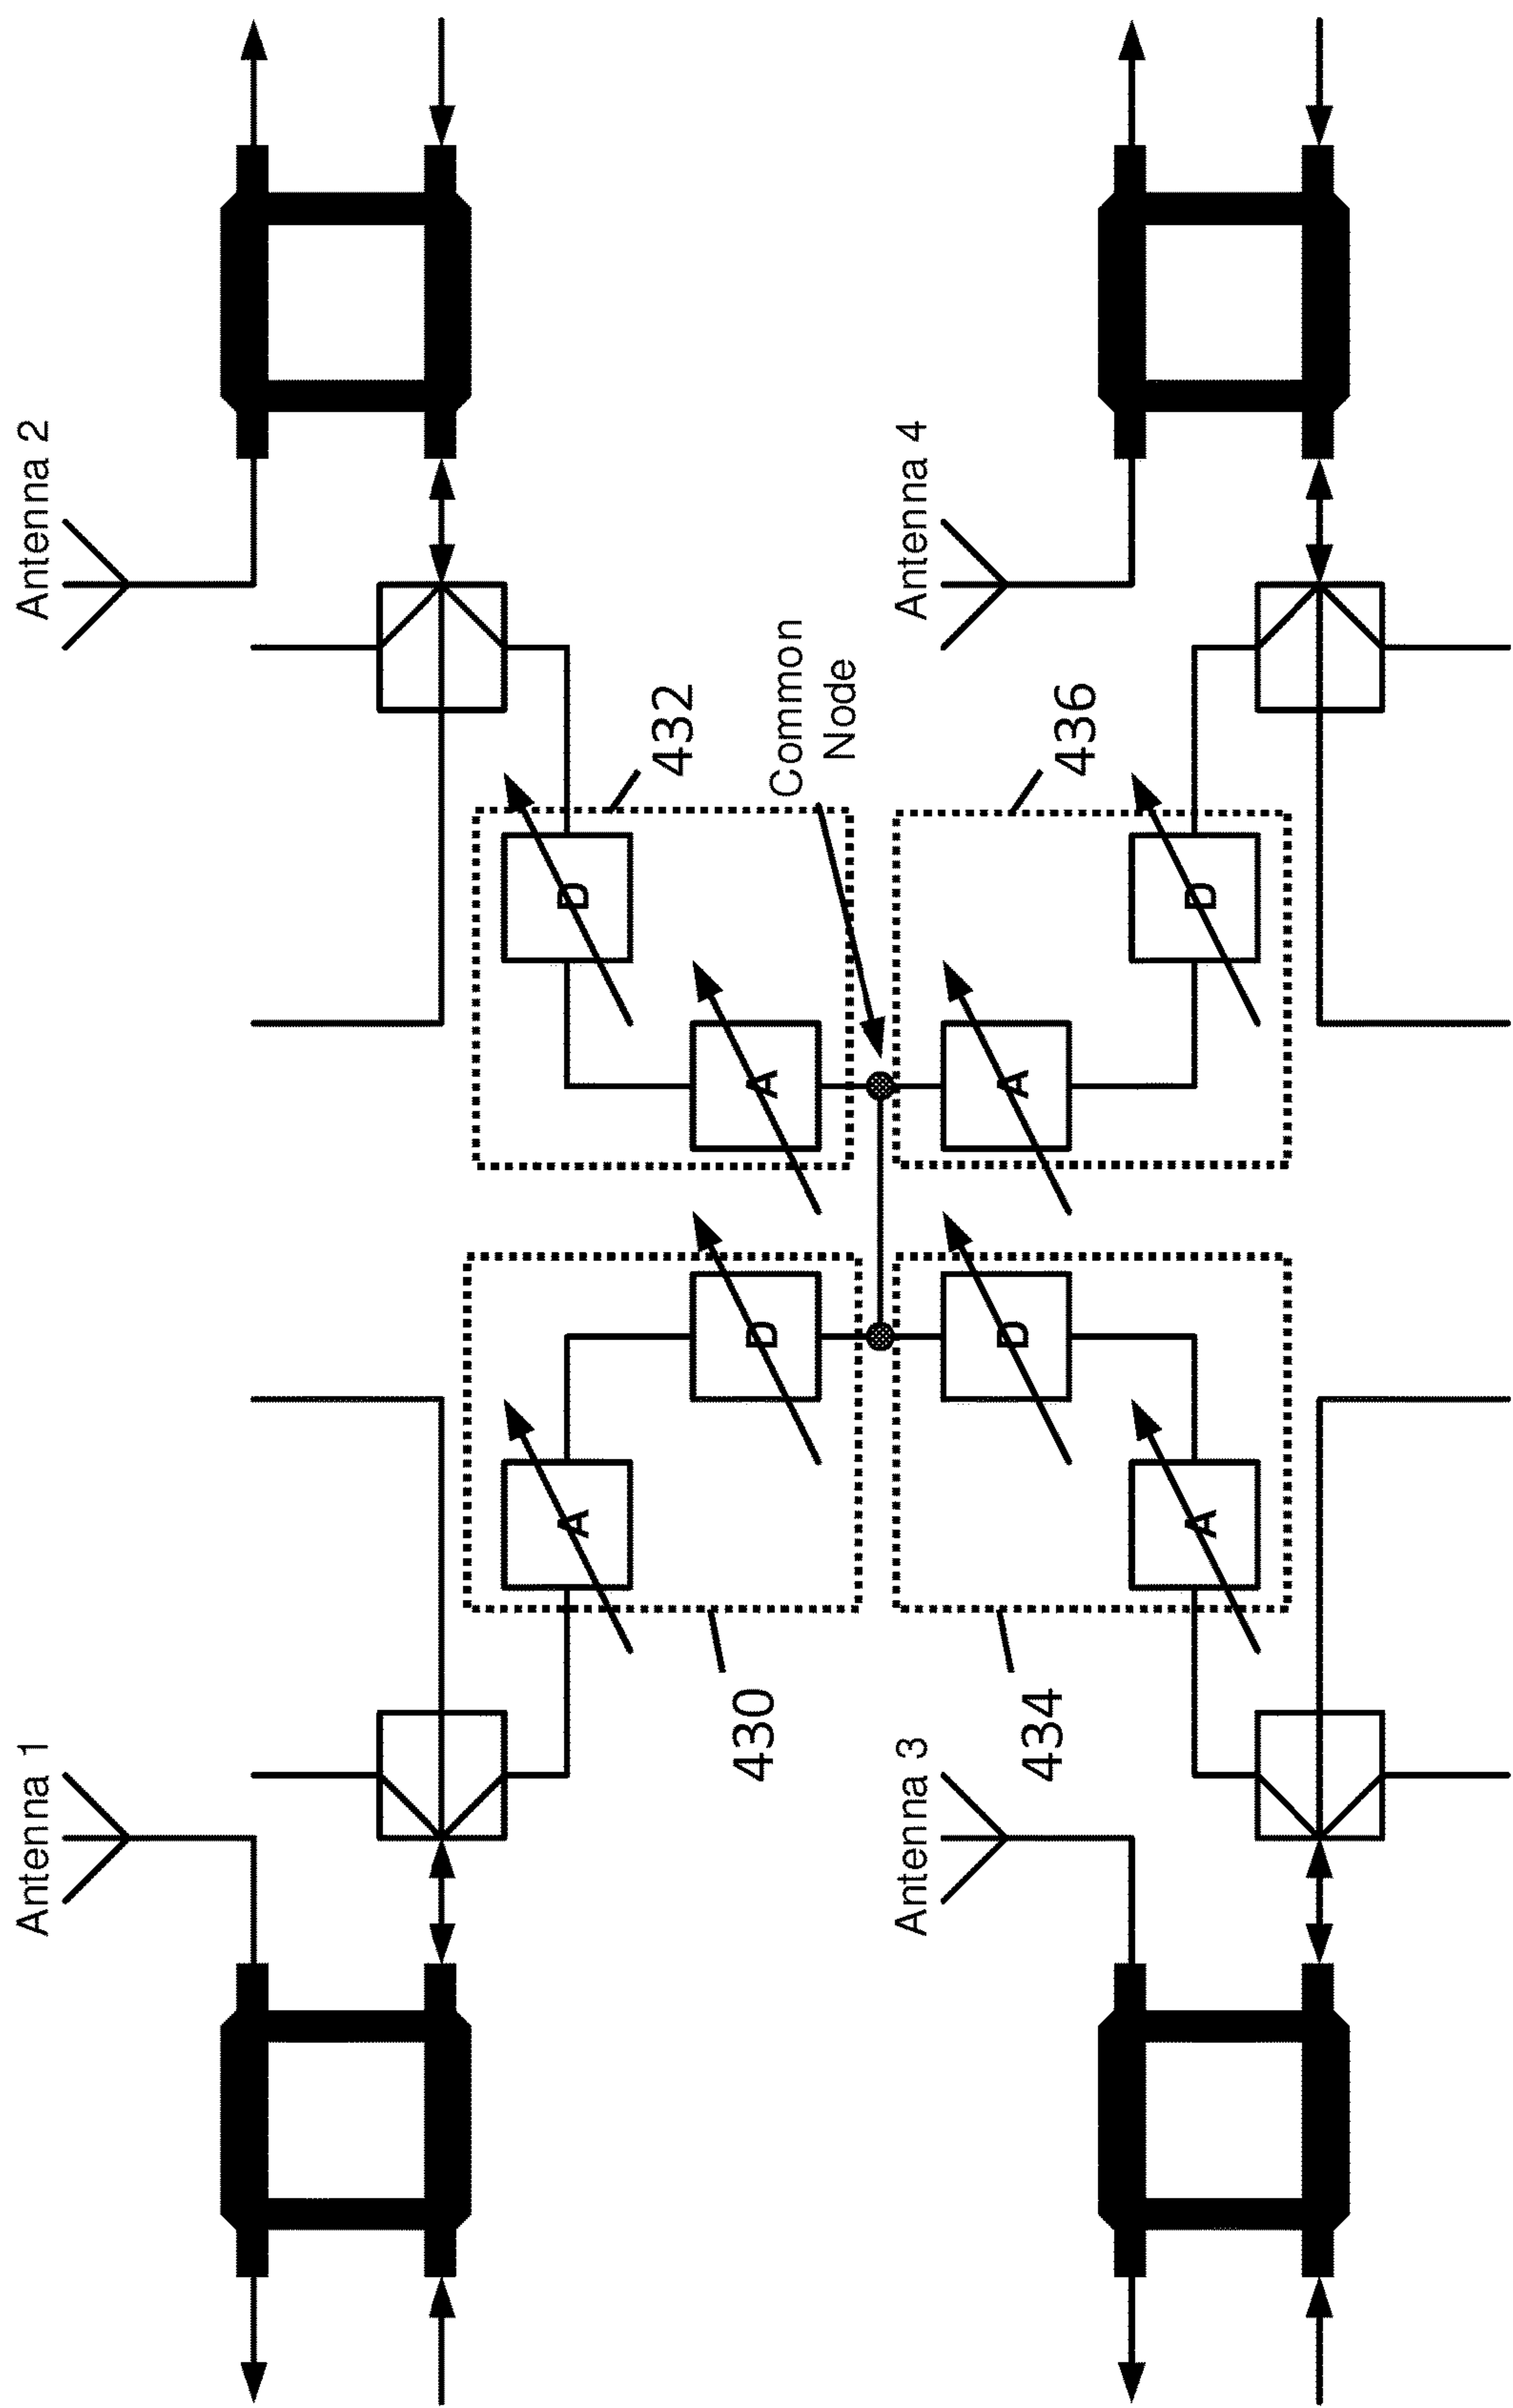 Antenna 1
Antenna 2
A
D
432
430
D
A
Common
Node
Antenna 3
Antenna 4
D
A
434
436
A
D